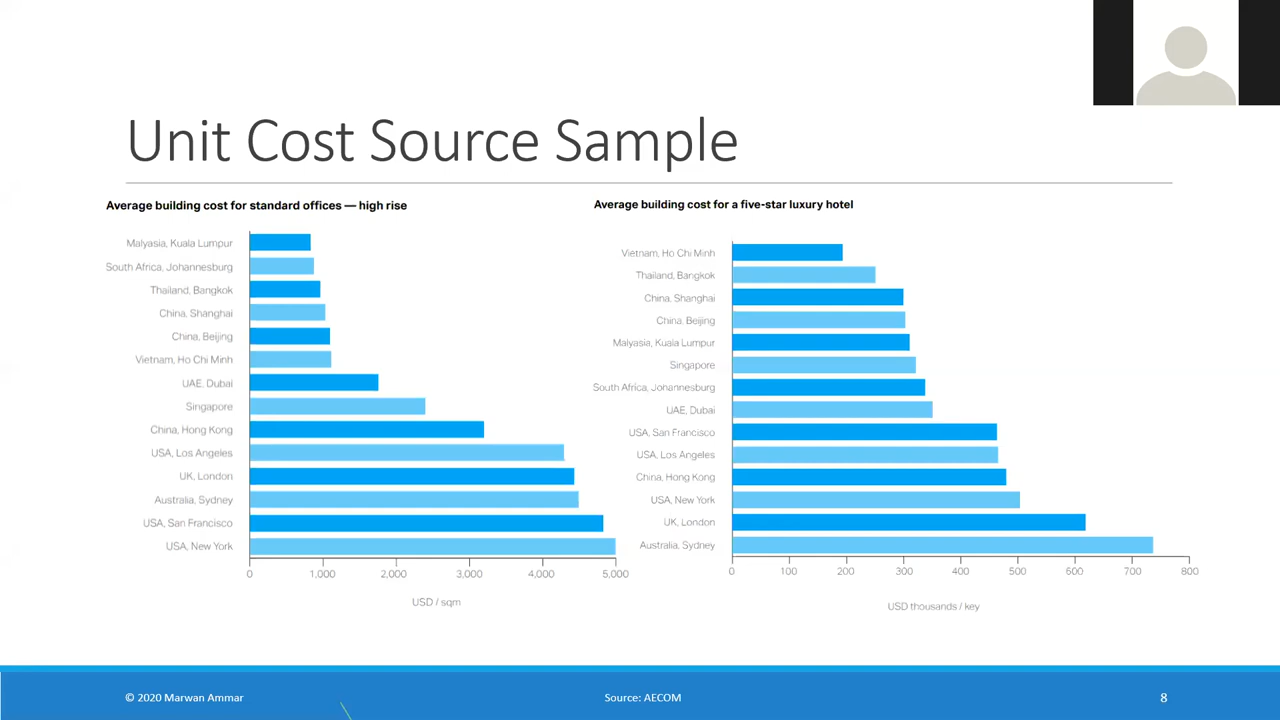 Unit Cost Source Sample
Average building cost for standard offices — high rise
Malyasia, Kuala Lumpur
South Africa, Johannesburg
Thailand, Bangkok
China, Shanghai
China, Beijing
Vietnam, Ho Chi Minh
UAE, Dubai
Singapore
China, Hong Kong
USA, Los Angeles
UK, London
Australia, Sydney
USA, San Francisco
USA, New York
0 1,000 2,000 3,000 4,000 5,000
USD / sqm
Average building cost for a five-star luxury hotel
Vietnam, Ho Chi Minh
Thailand, Bangkok
China, Shanghai
China, Beijing
Malyasia, Kuala Lumpur
Singapore
South Africa, Johannesburg
UAE, Dubai
USA, San Francisco
USA, Los Angeles
China, Hong Kong
USA, New York
UK, London
Australia, Sydney
0 100 200 300 400 500 600 700 800
USD thousands / key
© 2020 Marwan Ammar
Source: AECOM
8